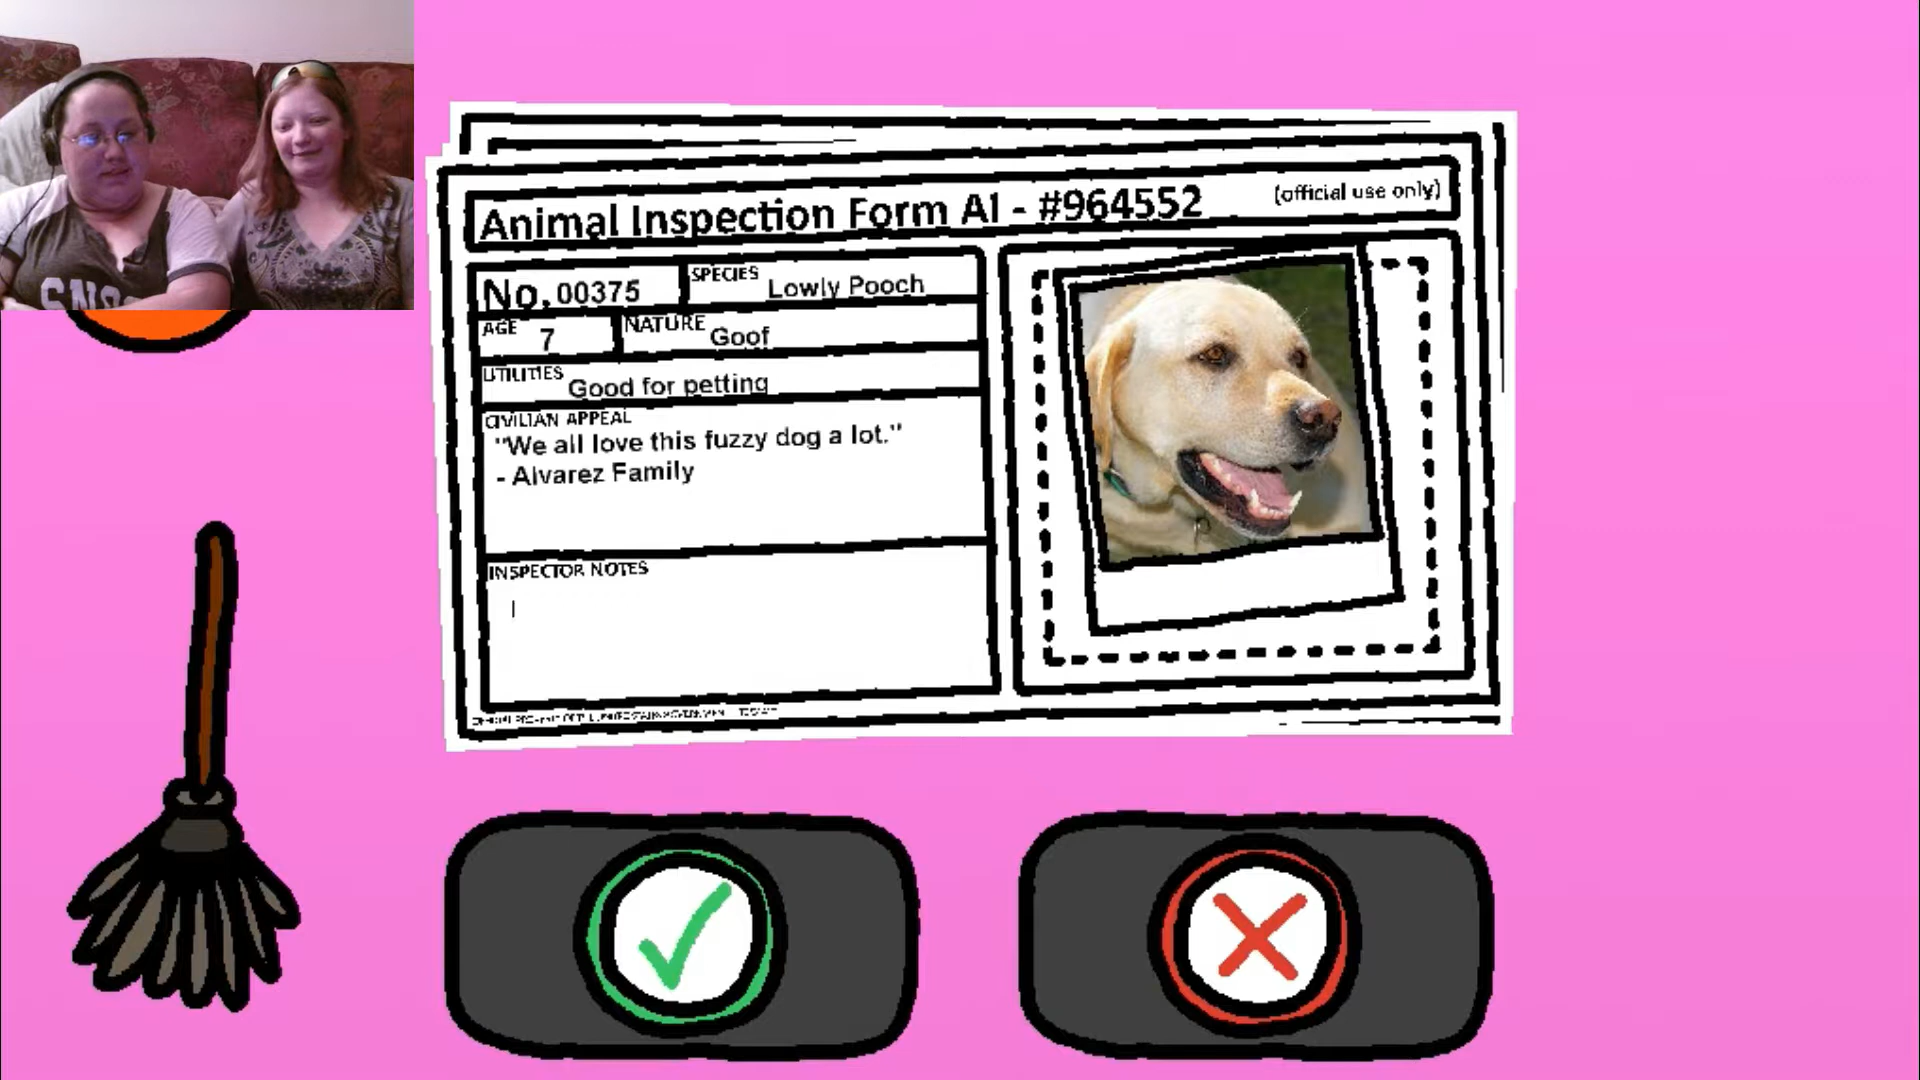 Animal Inspection Form AI - #964552
(official use only)
No. 00375
SPECIES Lowly Pooch
AGE 7
NATURE Goof
UTILITIES Good for petting
CIVILIAN APPEAL
"We all love this fuzzy dog a lot."
- Alvarez Family
INSPECTOR NOTES